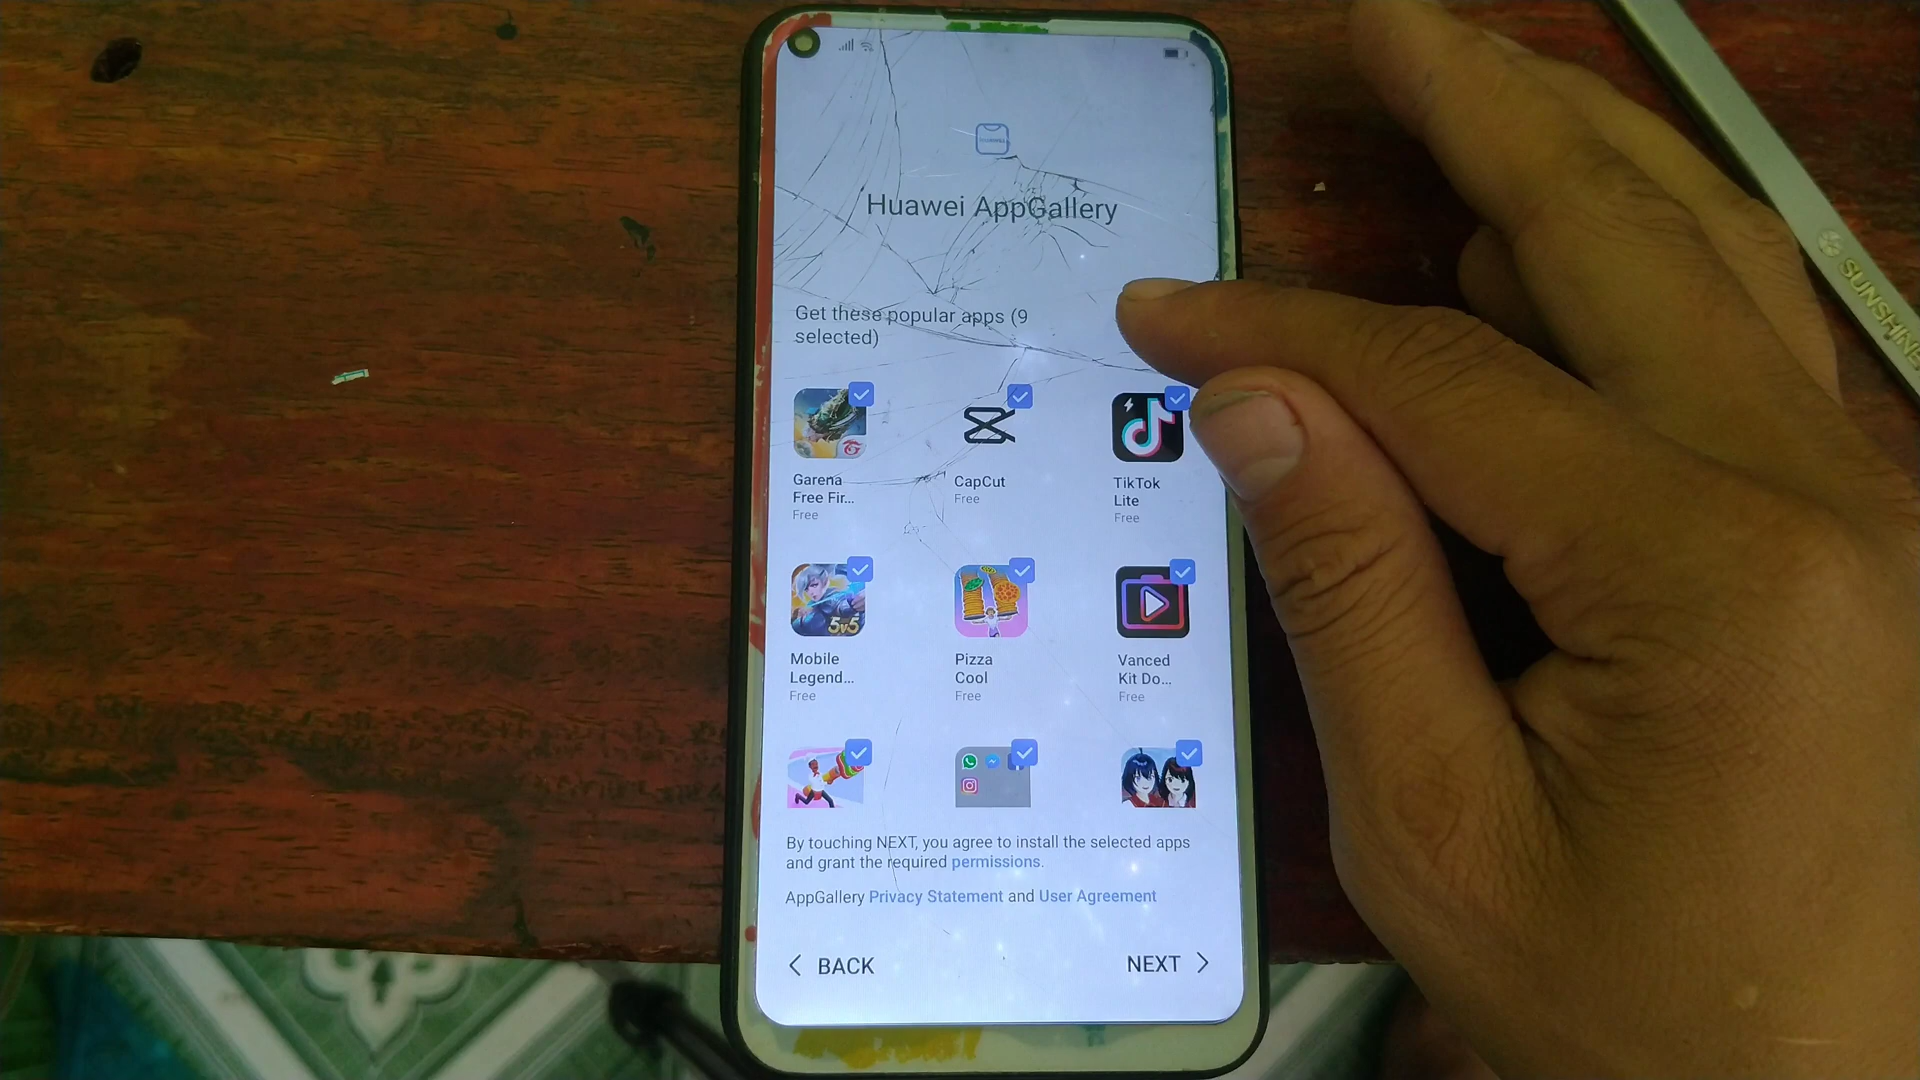 Huawei AppGallery
Get these popular apps (9
selected)
Garena
Free Fir...
Free
CapCut
Free
TikTok
Lite
Free
5v5
Mobile
Legend...
Free
Pizza
Cool
Free
Vanced
Kit Do...
Free
By touching NEXT, you agree to install the selected apps
and grant the required permissions.
AppGallery Privacy Statement and User Agreement
BACK
NEXT
SUNSHINE